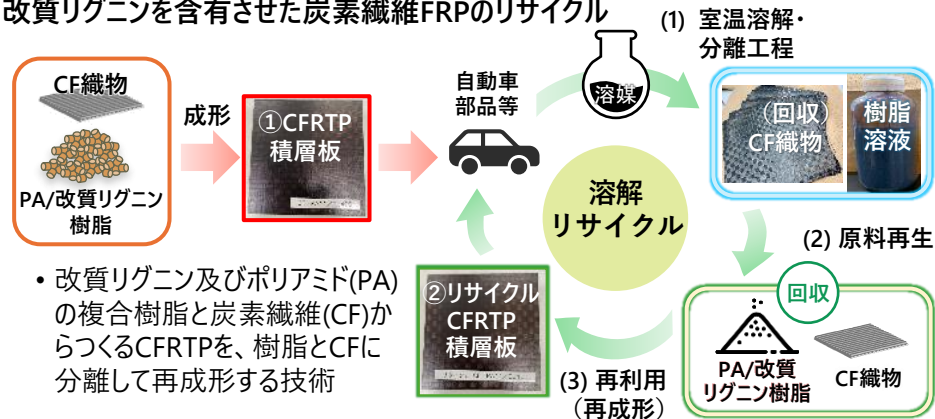 改質リグニンを含有させた炭素繊維FRPのリサイクル
CF織物
PA/改質リグニン
樹脂
成形
①CFRTP
積層板
自動車
部品等
溶媒
(1) 室温溶解・
分離工程
(回収)
CF織物
樹脂
溶液
溶解
リサイクル
(2) 原料再生
回収
PA/改質
リグニン樹脂
CF織物
(3) 再利用
（再成形）
②リサイクル
CFRTP
積層板
• 改質リグニン及びポリアミド(PA)
の複合樹脂と炭素繊維(CF)か
らつくるCFRTPを、樹脂とCFに
分離して再成形する技術